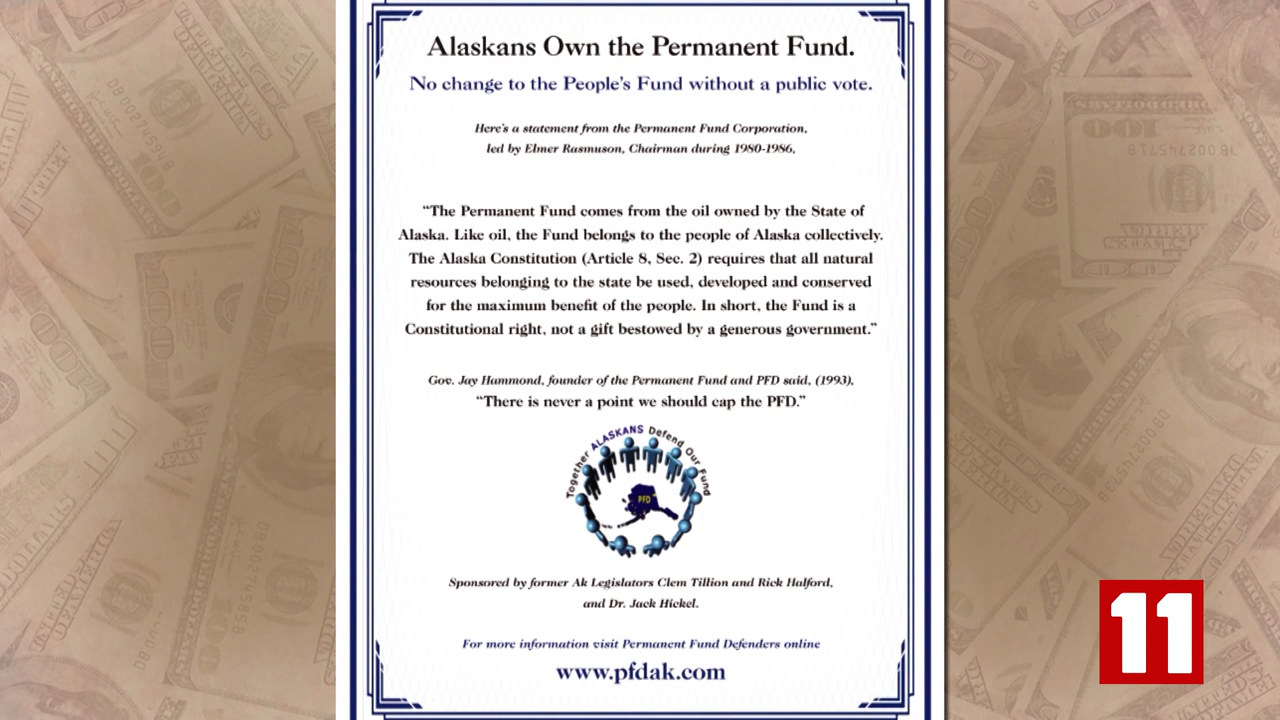 Alaskans Own the Permanent Fund.
No change to the People's Fund without a public vote.
Here's a statement from the Permanent Fund Corporation,
led by Elmer Rasmuson, Chairman during 1980-1986,
“The Permanent Fund comes from the oil owned by the State of
Alaska. Like oil, the Fund belongs to the people of Alaska collectively.
The Alaska Constitution (Article 8, Sec. 2) requires that all natural
resources belonging to the state be used, developed and conserved
for the maximum benefit of the people. In short, the Fund is a
Constitutional right, not a gift bestowed by a generous government.”
Gov. Jay Hammond, founder of the Permanent Fund and PFD said, (1993),
“There is never a point we should cap the PFD.”
Together ALASKANS Defend Our Fund
PFD
Sponsored by former Ak Legislators Clem Tillion and Rick Halford,
and Dr. Jack Hickel.
For more information visit Permanent Fund Defenders online
www.pfdak.com
11